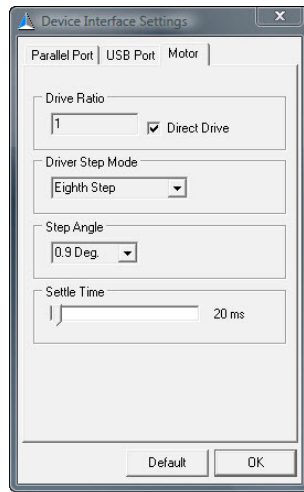 Device Interface Settings
x
Parallel Port USB Port Motor
Drive Ratio
1 Direct Drive
Driver Step Mode
Eighth Step
Step Angle
0.9 Deg.
Settle Time
20 ms
Default OK